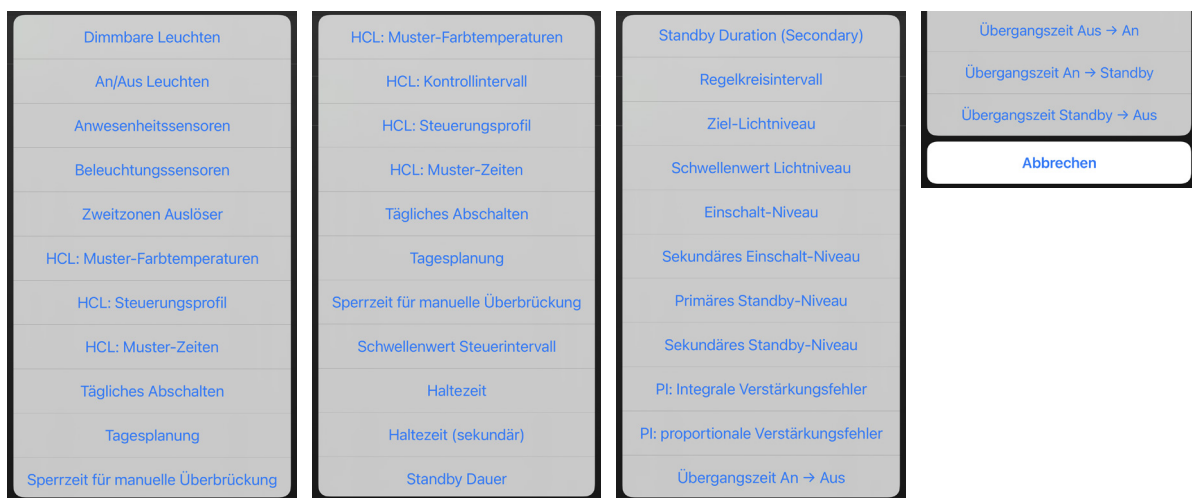 Dimmbare Leuchten
An/Aus Leuchten
Anwesenheitssensoren
Beleuchtungssensoren
Zweitzonen Auslöser
HCL: Muster-Farbtemperaturen
HCL: Steuerungsprofil
HCL: Muster-Zeiten
Tägliches Abschalten
Tagesplanung
Sperrzeit für manuelle Überbrückung
HCL: Muster-Farbtemperaturen
HCL: Kontrollintervall
HCL: Steuerungsprofil
HCL: Muster-Zeiten
Tägliches Abschalten
Tagesplanung
Sperrzeit für manuelle Überbrückung
Schwellenwert Steuerintervall
Haltezeit
Haltezeit (sekundär)
Standby Dauer
Standby Duration (Secondary)
Regelkreisintervall
Ziel-Lichtniveau
Schwellenwert Lichtniveau
Einschalt-Niveau
Sekundäres Einschalt-Niveau
Primäres Standby-Niveau
Sekundäres Standby-Niveau
PI: Integrale Verstärkungsfehler
PI: proportionale Verstärkungsfehler
Übergangszeit An → Aus
Übergangszeit Aus → An
Übergangszeit An → Standby
Übergangszeit Standby → Aus
Abbrechen